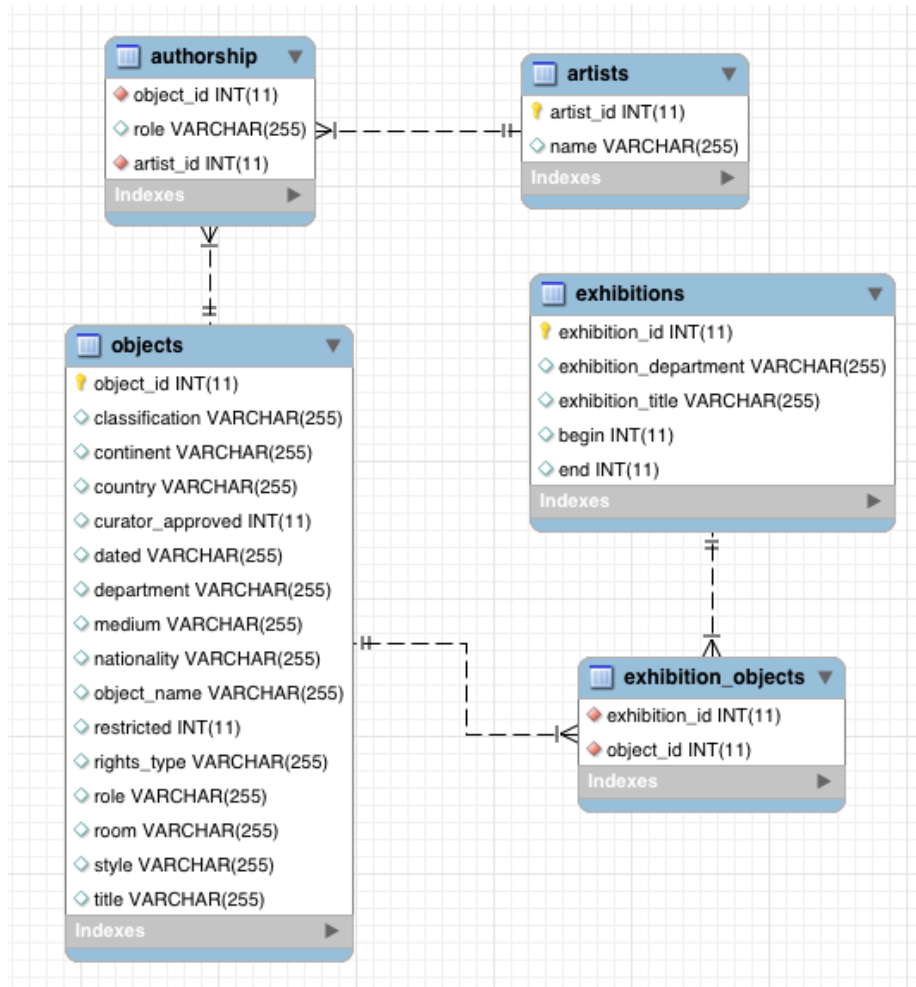 authorship
object_id INT(11)
role VARCHAR(255)
artist_id INT(11)
Indexes
artists
artist_id INT(11)
name VARCHAR(255)
Indexes
objects
object_id INT(11)
classification VARCHAR(255)
continent VARCHAR(255)
country VARCHAR(255)
curator_approved INT(11)
dated VARCHAR(255)
department VARCHAR(255)
medium VARCHAR(255)
nationality VARCHAR(255)
object_name VARCHAR(255)
restricted INT(11)
rights_type VARCHAR(255)
role VARCHAR(255)
room VARCHAR(255)
style VARCHAR(255)
title VARCHAR(255)
Indexes
exhibitions
exhibition_id INT(11)
exhibition_department VARCHAR(255)
exhibition_title VARCHAR(255)
begin INT(11)
end INT(11)
Indexes
exhibition_objects
exhibition_id INT(11)
object_id INT(11)
Indexes